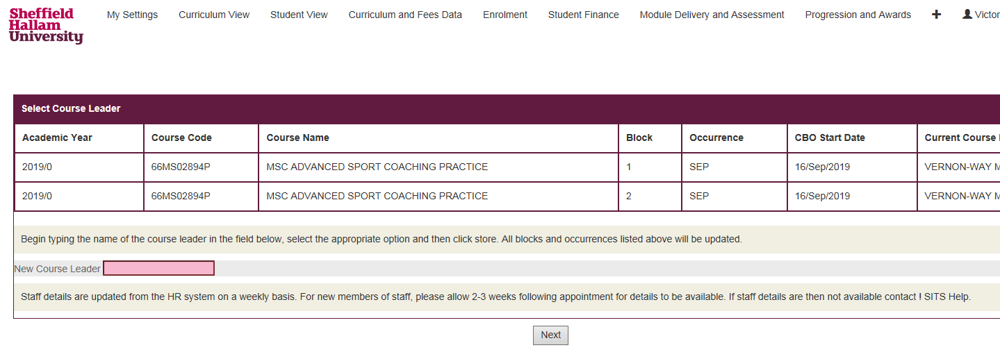 Sheffield
Hallam
University
My Settings Curriculum View Student View Curriculum and Fees Data Enrolment Student Finance Module Delivery and Assessment Progression and Awards + Victor
Select Course Leader
Academic Year Course Code Course Name Block Occurrence CBO Start Date Current Course
2019/0 66MS02894P MSC ADVANCED SPORT COACHING PRACTICE 1 SEP 16/Sep/2019 VERNON-WAY M
2019/0 66MS02894P MSC ADVANCED SPORT COACHING PRACTICE 2 SEP 16/Sep/2019 VERNON-WAY M
Begin typing the name of the course leader in the field below, select the appropriate option and then click store. All blocks and occurrences listed above will be updated.
New Course Leader
Staff details are updated from the HR system on a weekly basis. For new members of staff, please allow 2-3 weeks following appointment for details to be available. If staff details are then not available contact ! SITS Help.
Next